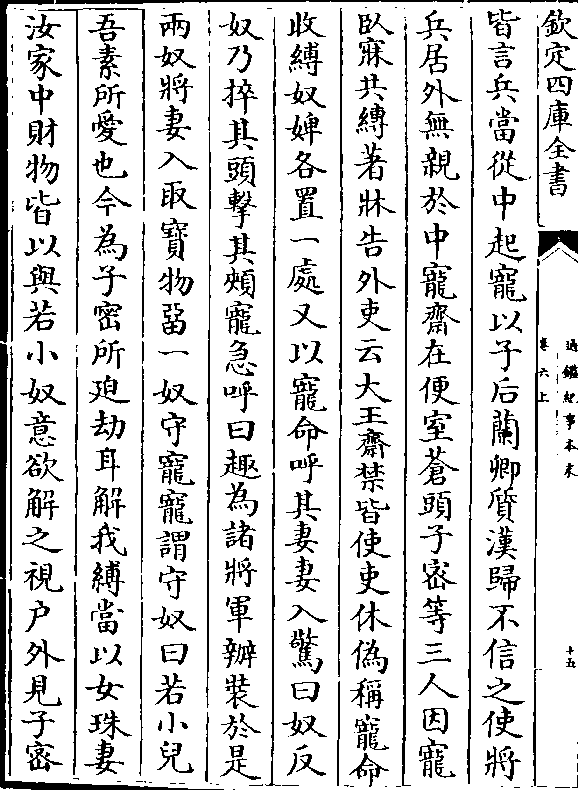 欽定四庫全書
通鑑紀事本末
卷六上
十五
皆言兵當從中起寵以子后蘭卿質漢歸不信之使將
兵居外無親於中寵齋在便室蒼頭子密等三人因寵
臥寐共縛著牀告外吏云大王齋禁皆使吏休偽稱寵命
收縛奴婢各置一處又以寵命呼其妻妻入驚曰奴反
奴乃捽其頭擊其頰寵急呼曰趣為諸將軍辦裝於是
兩奴將妻入取寶物留一奴守寵寵謂守奴曰若小兒
吾素所愛也今為子密所迫劫耳解我縛當以女珠妻
汝家中財物皆以與若小奴意欲解之視户外見子密